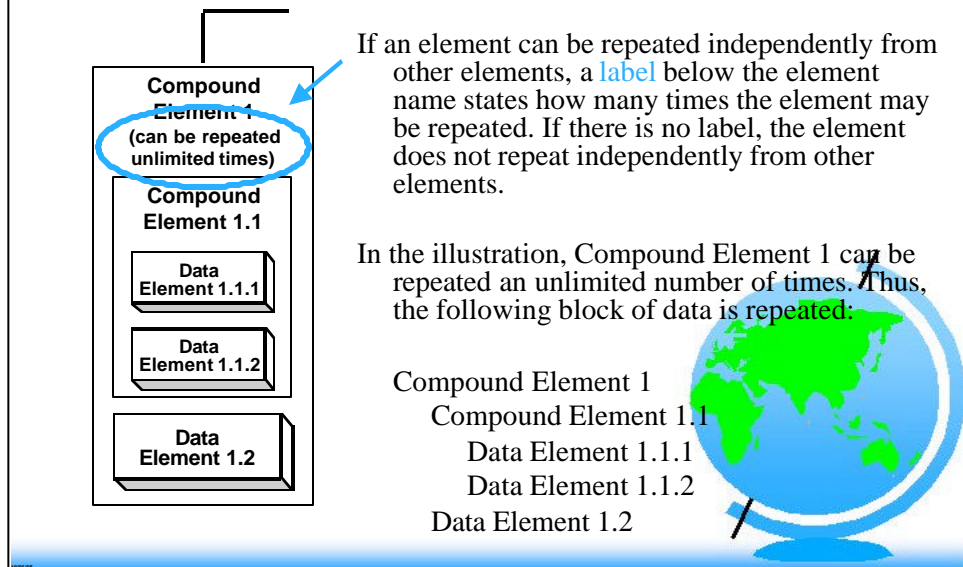 Compound
Element 1
(can be repeated
unlimited times)
Compound
Element 1.1
Data
Element 1.1.1
Data
Element 1.1.2
Data
Element 1.2
If an element can be repeated independently from
other elements, a label below the element
name states how many times the element may
be repeated. If there is no label, the element
does not repeat independently from other
elements.
In the illustration, Compound Element 1 can be
repeated an unlimited number of times. Thus,
the following block of data is repeated:
Compound Element 1
Compound Element 1.1
Data Element 1.1.1
Data Element 1.1.2
Data Element 1.2